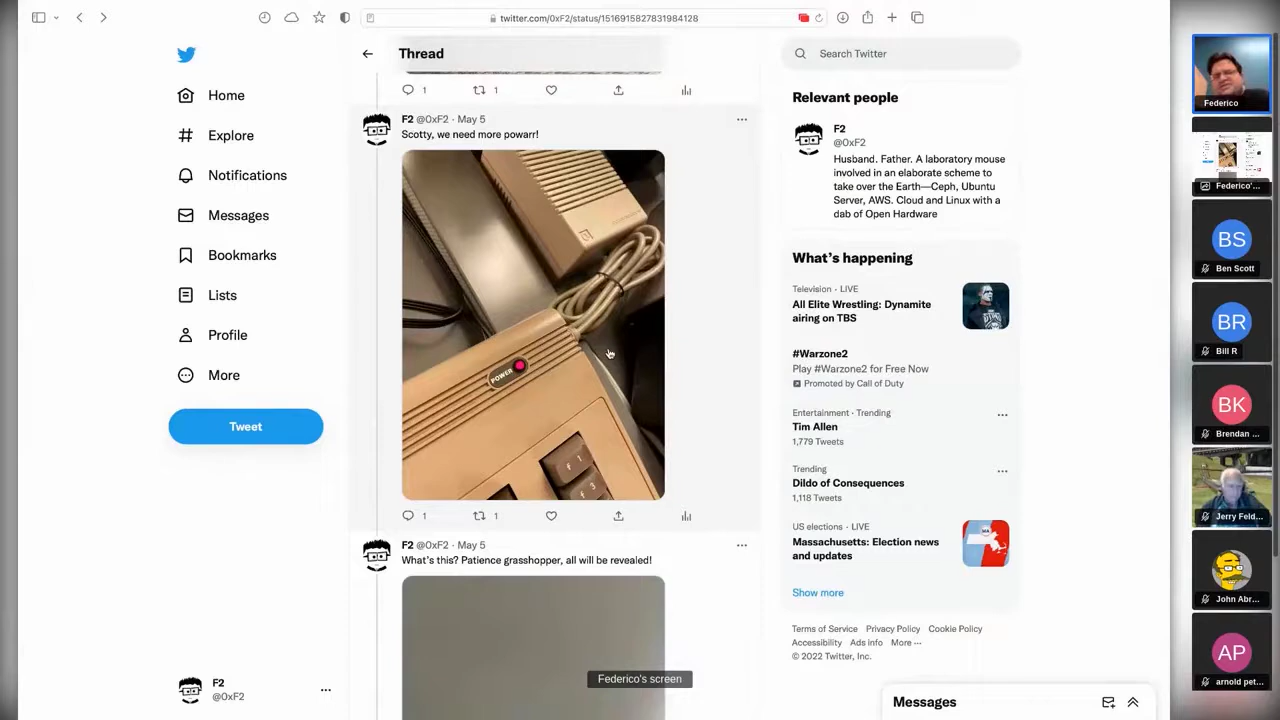 twitter.com/0xF2/status/1516915827831984128
Home
Explore
Notifications
Messages
Bookmarks
Lists
Profile
More
Tweet
F2
@0xF2
Thread
1
1
F2 @0xF2 · May 5
Scotty, we need more powarr!
POWER
f 1
f 3
1
1
F2 @0xF2 · May 5
What's this? Patience grasshopper, all will be revealed!
Federico's screen
Search Twitter
Relevant people
F2
@0xF2
Husband. Father. A laboratory mouse
involved in an elaborate scheme to
take over the Earth—Ceph, Ubuntu
Server, AWS. Cloud and Linux with a
dab of Open Hardware
What's happening
Television · LIVE
All Elite Wrestling: Dynamite
airing on TBS
#Warzone2
Play #Warzone2 for Free Now
Promoted by Call of Duty
Entertainment · Trending
Tim Allen
1,779 Tweets
Trending
Dildo of Consequences
1,118 Tweets
US elections · LIVE
Massachusetts: Election news
and updates
Show more
Terms of Service Privacy Policy Cookie Policy
Accessibility Ads info More ···
© 2022 Twitter, Inc.
Messages
Federico
Federico'...
BS
Ben Scott
BR
Bill R
BK
Brendan ...
Jerry Feld...
John Abr...
AP
arnold pet...